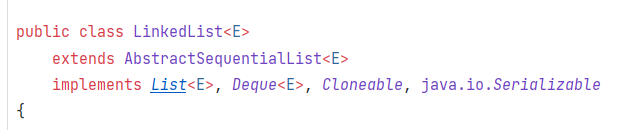 public class LinkedList<E>
    extends AbstractSequentialList<E>
    implements List<E>, Deque<E>, Cloneable, java.io.Serializable
{